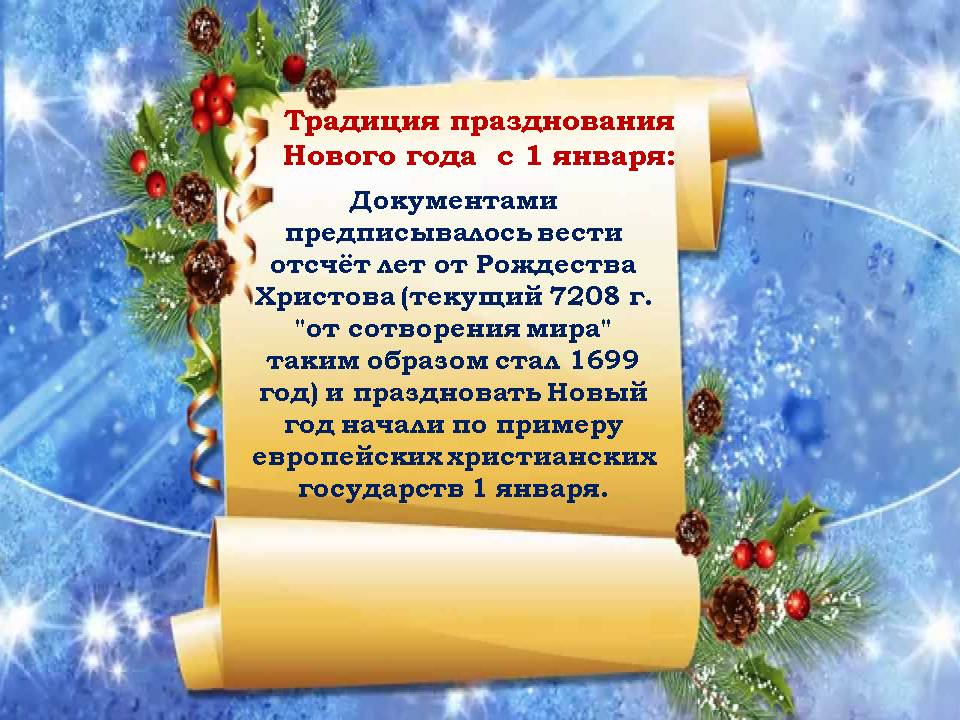 Традиция празднования
Нового года с 1 января:
Документами
предписывалось вести
отсчёт лет от Рождества
Христова (текущий 7208 г.
"от сотворения мира"
таким образом стал 1699
год) и праздновать Новый
год начали по примеру
европейских христианских
государств 1 января.